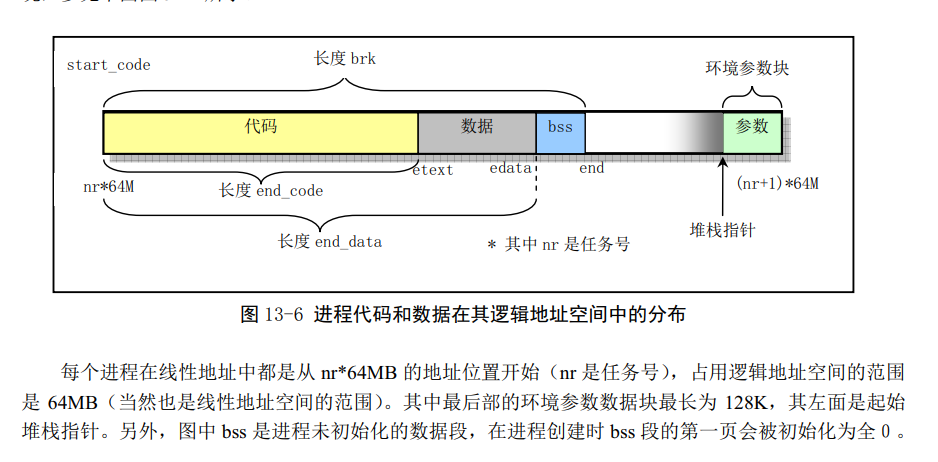 长度 brk
start_code
环境参数块
代码
数据
bss
参数
etext
edata
end
nr*64M
长度 end_code
(nr+1)*64M
堆栈指针
长度 end_data
* 其中 nr 是任务号
图 13-6 进程代码和数据在其逻辑地址空间中的分布
每个进程在线性地址中都是从 nr*64MB 的地址位置开始（nr 是任务号），占用逻辑地址空间的范围
是 64MB（当然也是线性地址空间的范围）。其中最后部的环境参数数据块最长为 128K，其左面是起始
堆栈指针。另外，图中 bss 是进程未初始化的数据段，在进程创建时 bss 段的第一页会被初始化为全 0 。